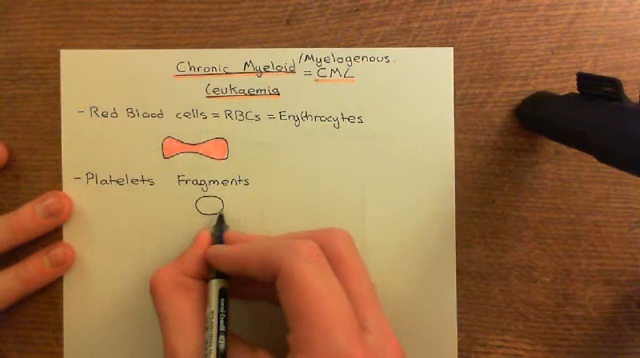 Chronic Myeloid/Myelogenous = CML
Leukaemia
- Red Blood cells = RBCs = Erythrocytes
- Platelets Fragments